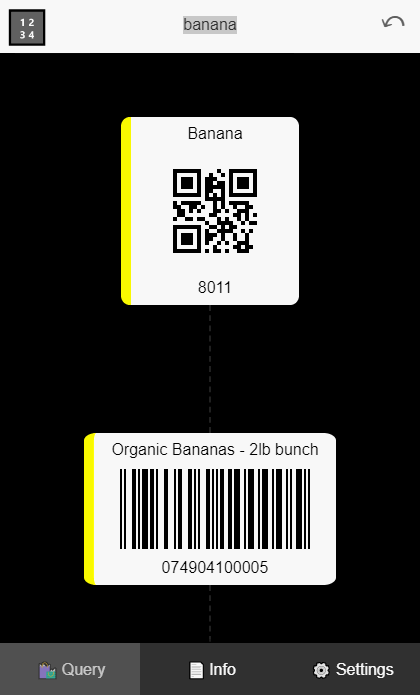 1 2
3 4
banana
Banana
8011
Organic Bananas - 2lb bunch
074904100005
Query
Info
Settings